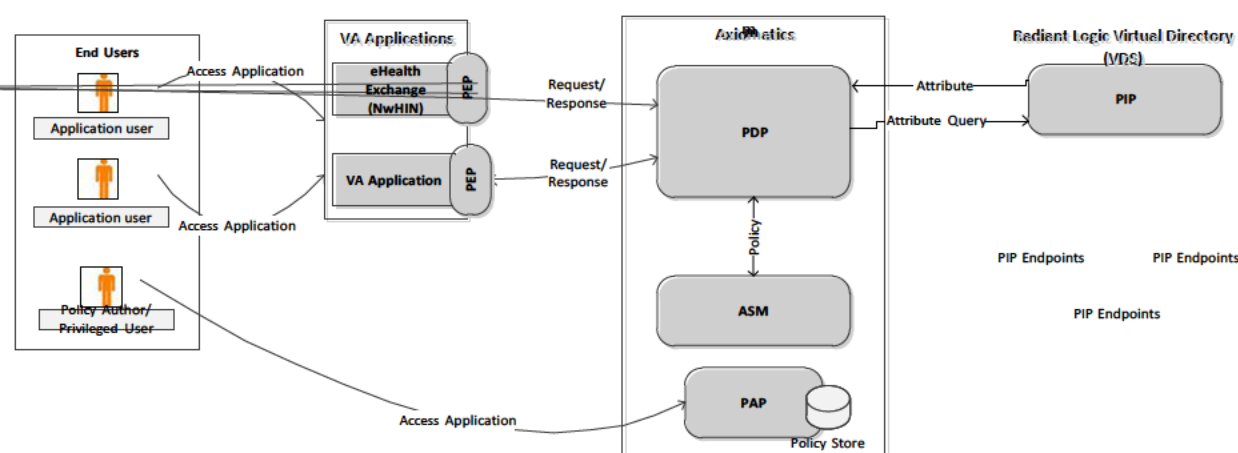 End Users
Application user
Application user
Policy Author/
Privileged User
Access Application
Access Application
Access Application
VA Applications
eHealth
Exchange
(NwHIN)
PEP
VA Application
PEP
Request/
Response
Request/
Response
Axiomatics
PDP
Policy
ASM
PAP
Policy Store
Attribute
Attribute Query
Radiant Logic Virtual Directory
(VDS)
PIP
PIP Endpoints
PIP Endpoints
PIP Endpoints